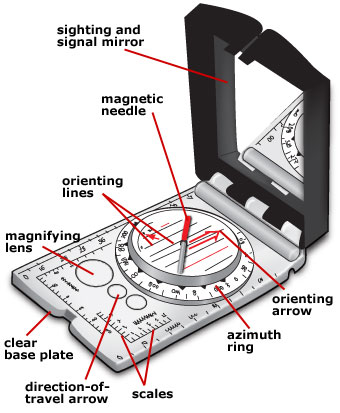 sighting and
signal mirror
magnetic
needle
orienting
lines
magnifying
lens
orienting
arrow
clear
base plate
azimuth
ring
direction-of-
travel arrow
scales